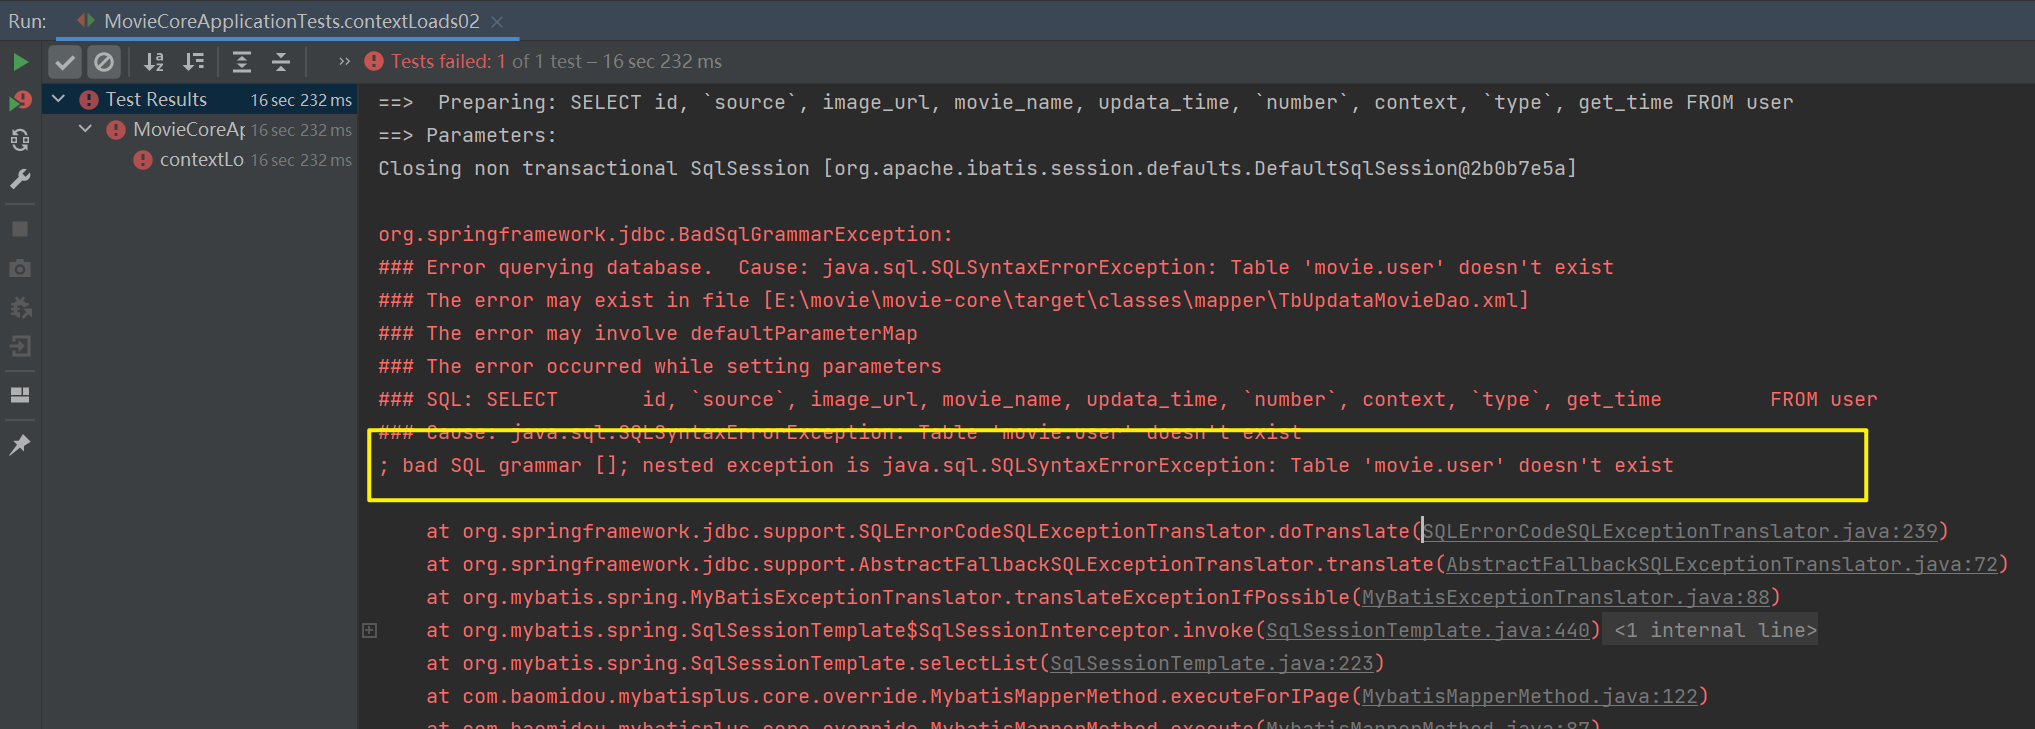 Run: MovieCoreApplicationTests.contextLoads02
Tests failed: 1 of 1 test – 16 sec 232 ms
Test Results 16 sec 232 ms
MovieCoreAp 16 sec 232 ms
contextLo 16 sec 232 ms
==>  Preparing: SELECT id, `source`, image_url, movie_name, updata_time, `number`, context, `type`, get_time FROM user
==> Parameters:
Closing non transactional SqlSession [org.apache.ibatis.session.defaults.DefaultSqlSession@2b0b7e5a]
org.springframework.jdbc.BadSqlGrammarException:
### Error querying database.  Cause: java.sql.SQLSyntaxErrorException: Table 'movie.user' doesn't exist
### The error may exist in file [E:\movie\movie-core\target\classes\mapper\TbUpdataMovieDao.xml]
### The error may involve defaultParameterMap
### The error occurred while setting parameters
### SQL: SELECT       id, `source`, image_url, movie_name, updata_time, `number`, context, `type`, get_time         FROM user
### Cause: java.sql.SQLSyntaxErrorException: Table 'movie.user' doesn't exist
; bad SQL grammar []; nested exception is java.sql.SQLSyntaxErrorException: Table 'movie.user' doesn't exist
at org.springframework.jdbc.support.SQLErrorCodeSQLExceptionTranslator.doTranslate(SQLErrorCodeSQLExceptionTranslator.java:239)
at org.springframework.jdbc.support.AbstractFallbackSQLExceptionTranslator.translate(AbstractFallbackSQLExceptionTranslator.java:72)
at org.mybatis.spring.MyBatisExceptionTranslator.translateExceptionIfPossible(MyBatisExceptionTranslator.java:88)
at org.mybatis.spring.SqlSessionTemplate$SqlSessionInterceptor.invoke(SqlSessionTemplate.java:440) <1 internal line>
at org.mybatis.spring.SqlSessionTemplate.selectList(SqlSessionTemplate.java:223)
at com.baomidou.mybatisplus.core.override.MybatisMapperMethod.executeForIPage(MybatisMapperMethod.java:122)
at com.baomidou.mybatisplus.core.override.MybatisMapperMethod.execute(MybatisMapperMethod.java:87)